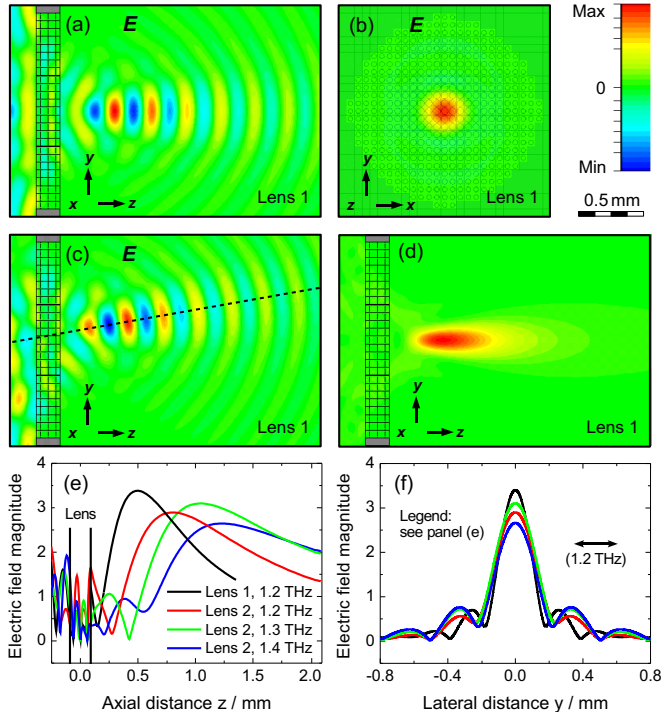 (a)
E
y
x
z
Lens 1
(b)
E
y
z
x
Lens 1
Max
0
Min
0.5 mm
(c)
E
y
x
z
Lens 1
(d)
y
x
z
Lens 1
(e)
Lens
Lens 1, 1.2 THz
Lens 2, 1.2 THz
Lens 2, 1.3 THz
Lens 2, 1.4 THz
4
3
2
1
0
0.0 0.5 1.0 1.5 2.0
Electric field magnitude
Axial distance z / mm
(f)
Legend:
see panel (e)
(1.2 THz)
4
3
2
1
0
-0.8 -0.4 0.0 0.4 0.8
Electric field magnitude
Lateral distance y / mm